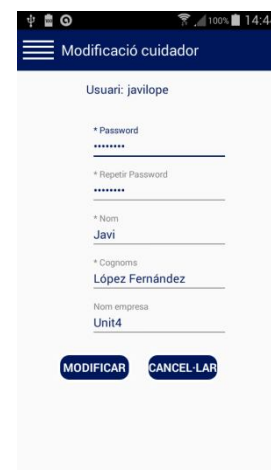 100% 14:4
Modificació cuidador
Usuari: javilope
* Password
••••••••
* Repetir Password
••••••••
* Nom
Javi
* Cognoms
López Fernández
Nom empresa
Unit4
MODIFICAR CANCEL·LAR